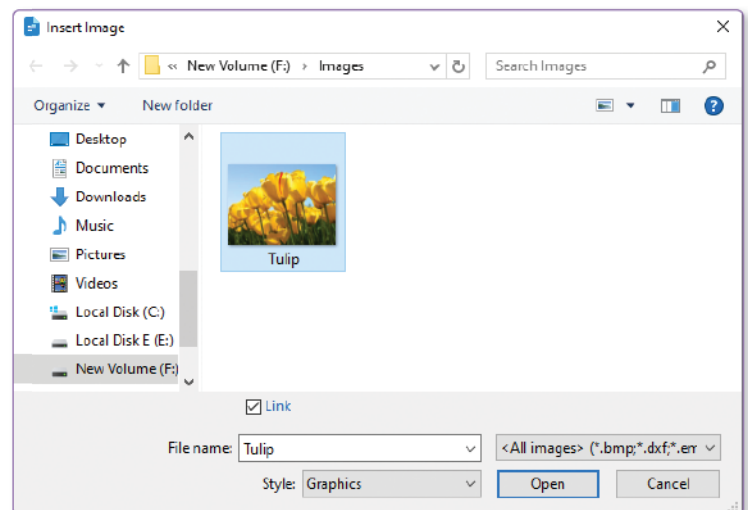 Insert Image
« New Volume (F:) › Images
Search Images
Organize
New folder
?
Desktop
Documents
Downloads
Music
Pictures
Videos
Local Disk (C:)
Local Disk E (E:)
New Volume (F:)
Tulip
Link
File name: Tulip
<All images> (*.bmp;*.dxf;*.em
Style: Graphics
Open
Cancel